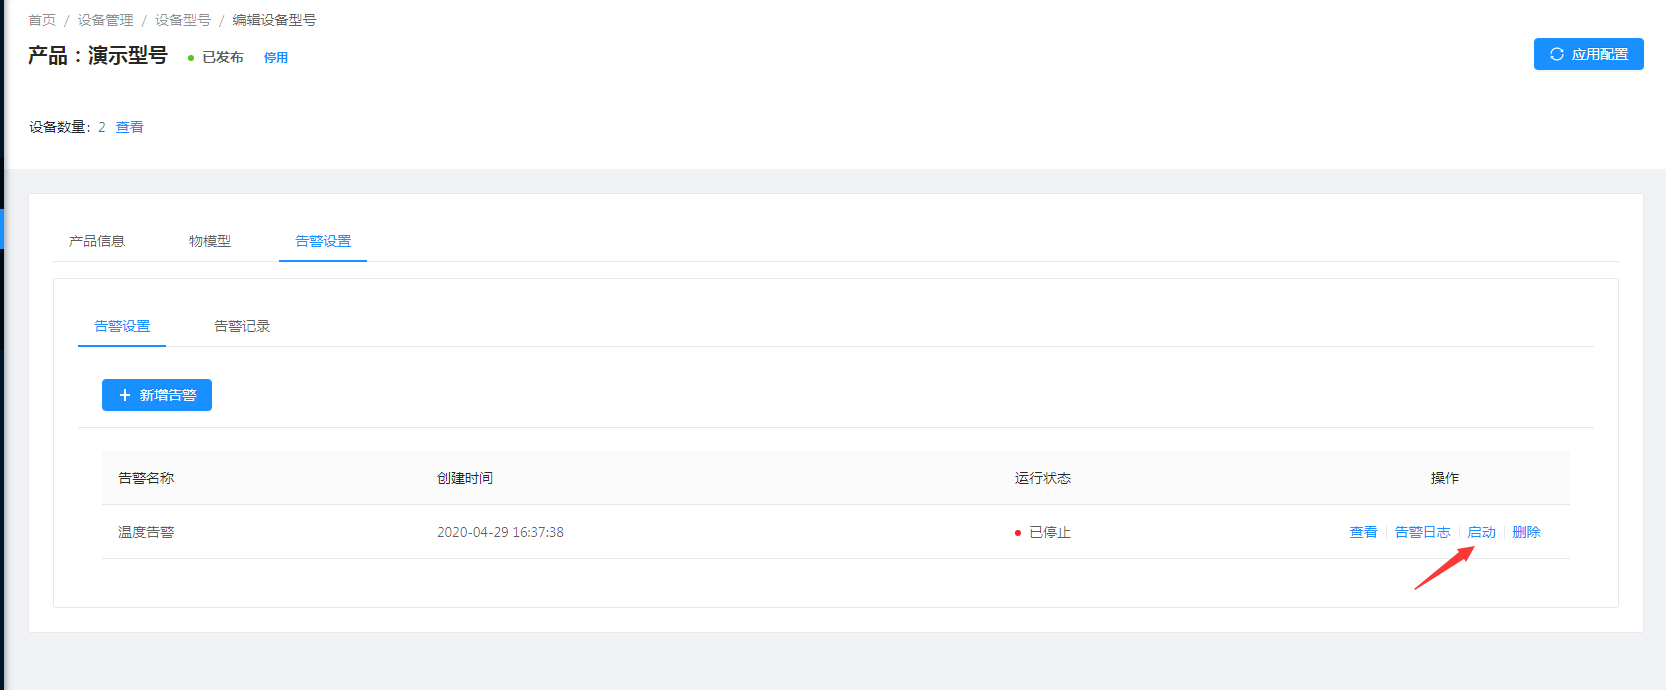 首页 / 设备管理 / 设备型号 / 编辑设备型号
产品：演示型号 已发布 停用
应用配置
设备数量: 2 查看
产品信息 物模型 告警设置
告警设置 告警记录
+ 新增告警
告警名称 创建时间 运行状态 操作
温度告警 2020-04-29 16:37:38 已停止 查看 告警日志 启动 删除